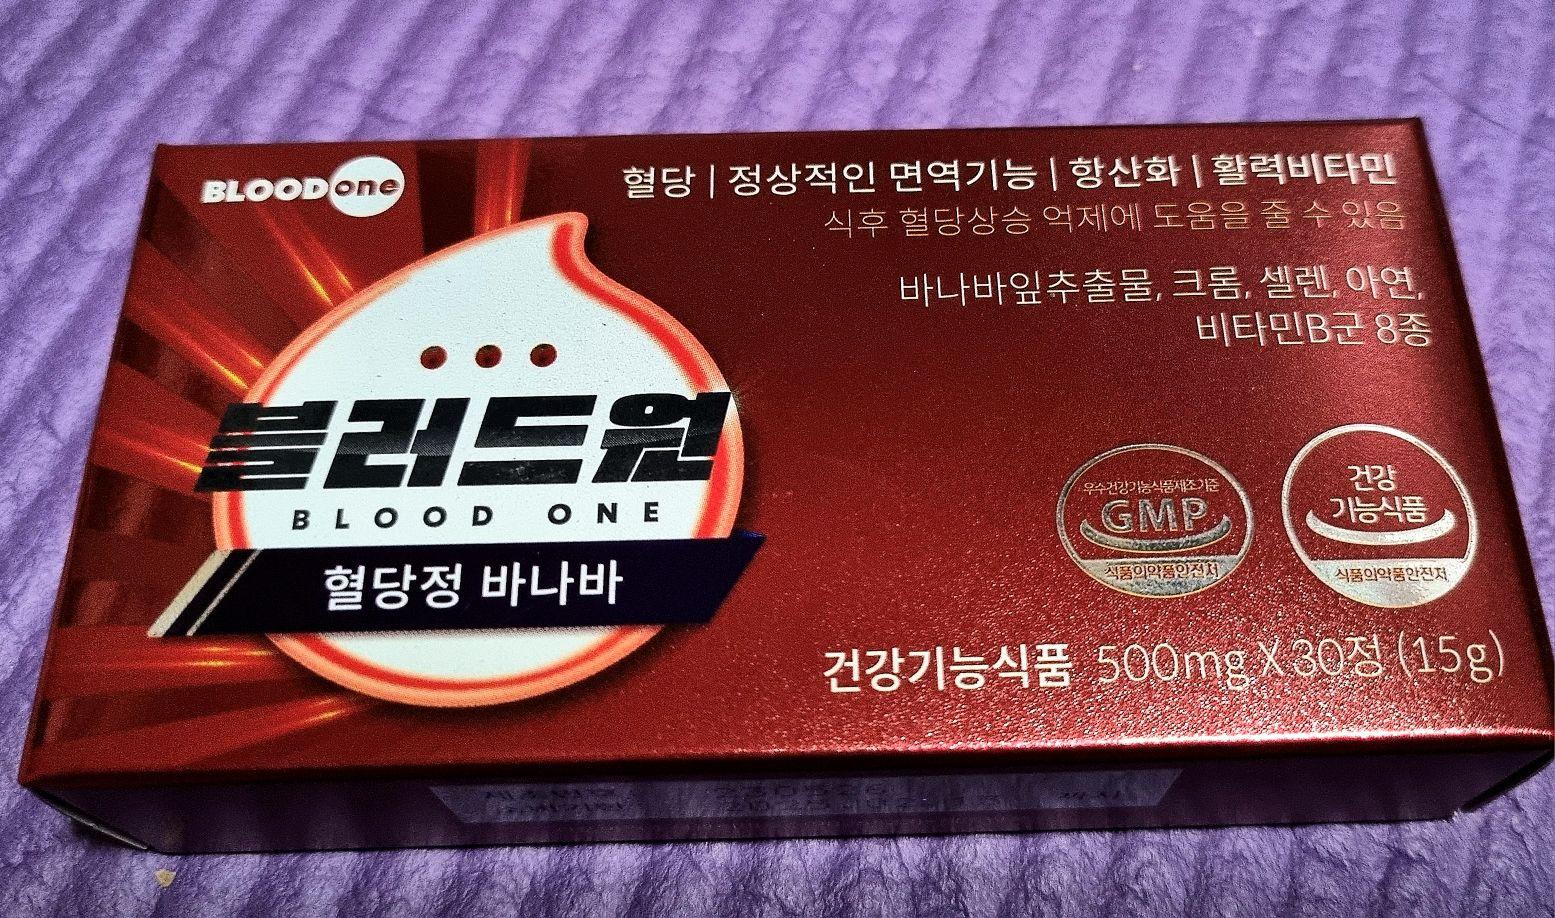 BLOODone
혈당 | 정상적인 면역기능 | 항산화 | 활력비타민
식후 혈당상승 억제에 도움을 줄 수 있음
바나바잎추출물, 크롬, 셀렌, 아연,
비타민B군 8종
블러드원
BLOOD ONE
혈당정 바나바
우수건강기능식품제조기준
GMP
식품의약품안전처
건강
기능식품
식품의약품안전처
건강기능식품 500mg X 30정 (15g)